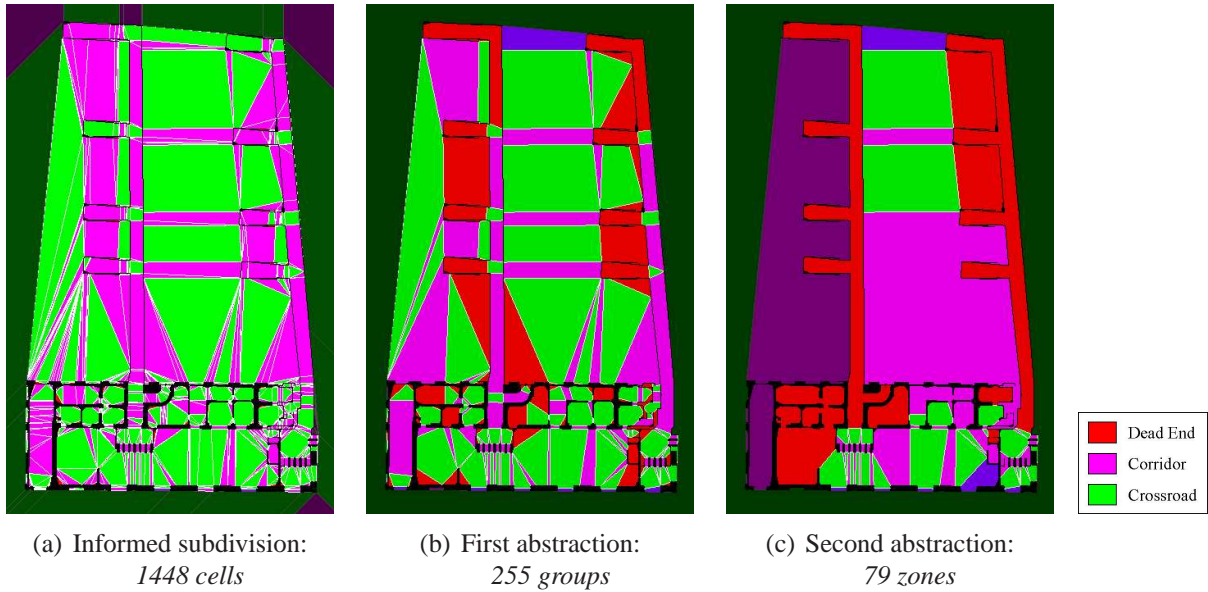 Dead End
Corridor
Crossroad
(a) Informed subdivision:
1448 cells
(b) First abstraction:
255 groups
(c) Second abstraction:
79 zones